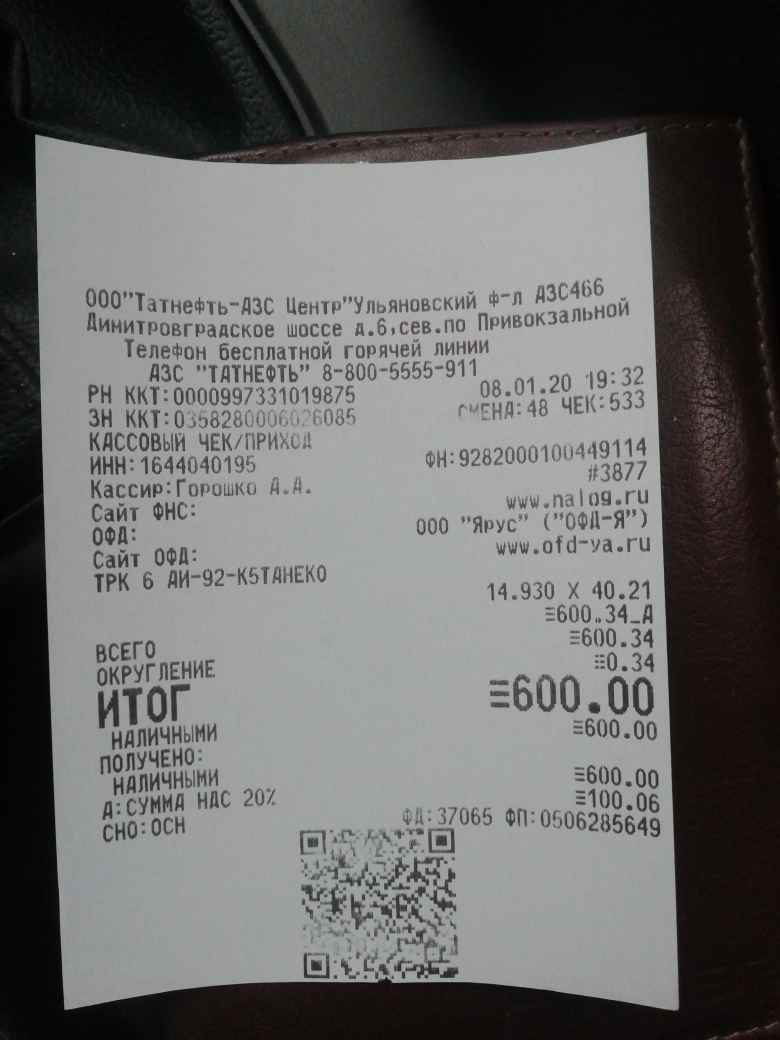 ООО"Татнефть-АЗС Центр"Ульяновский ф-л АЗС466
Димитровградское шоссе д.6,сев.по Привокзальной
Телефон бесплатной горячей линии
АЗС "ТАТНЕФТЬ" 8-800-5555-911
РН ККТ:0000997331019875 08.01.20 19:32
ЗН ККТ:0358280006026085 СМЕНА:48 ЧЕК:533
КАССОВЫЙ ЧЕК/ПРИХОД
ИНН:1644040195 ФН:9282000100449114
Кассир:Горошко А.А. #3877
Сайт ФНС: www.nalog.ru
ОФД: ООО "Ярус" ("ОФД-Я")
Сайт ОФД: www.ofd-ya.ru
ТРК 6 АИ-92-К5ТАНЕКО
14.930 X 40.21
≡600.34_А
ВСЕГО ≡600.34
ОКРУГЛЕНИЕ ≡0.34
ИТОГ ≡600.00
НАЛИЧНЫМИ ≡600.00
ПОЛУЧЕНО:
НАЛИЧНЫМИ ≡600.00
А:СУММА НДС 20% ≡100.06
СНО:ОСН ФД:37065 ФП:0506285649